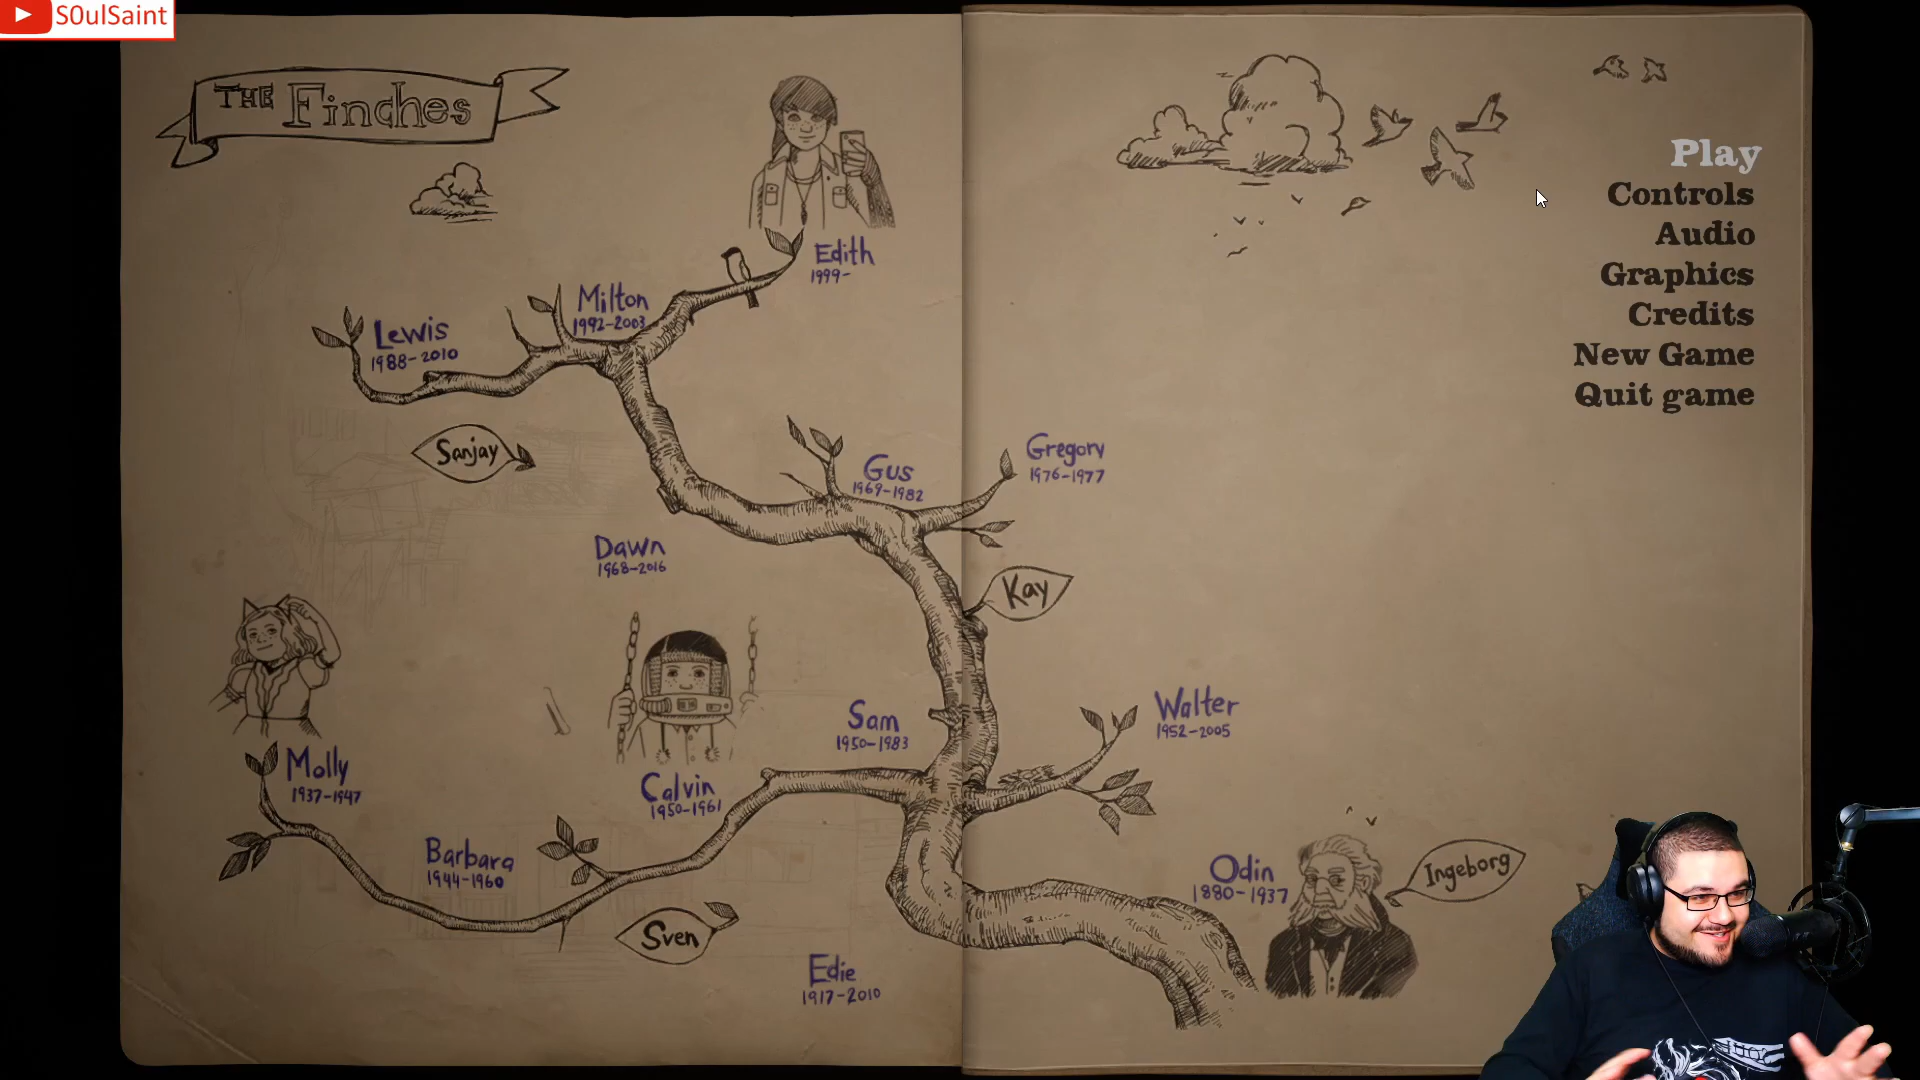 S0ulSaint
THE Finches
Play
Controls
Audio
Graphics
Credits
New Game
Quit game
Edith
1999-
Milton
1992-2003
Lewis
1988-2010
Sanjay
Gus
1969-1982
Gregory
1976-1977
Dawn
1968-2016
Kay
Sam
1950-1983
Walter
1952-2005
Molly
1937-1947
Calvin
1950-1961
Barbara
1944-1960
Odin
1880-1937
Ingeborg
Sven
Edie
1917-2010